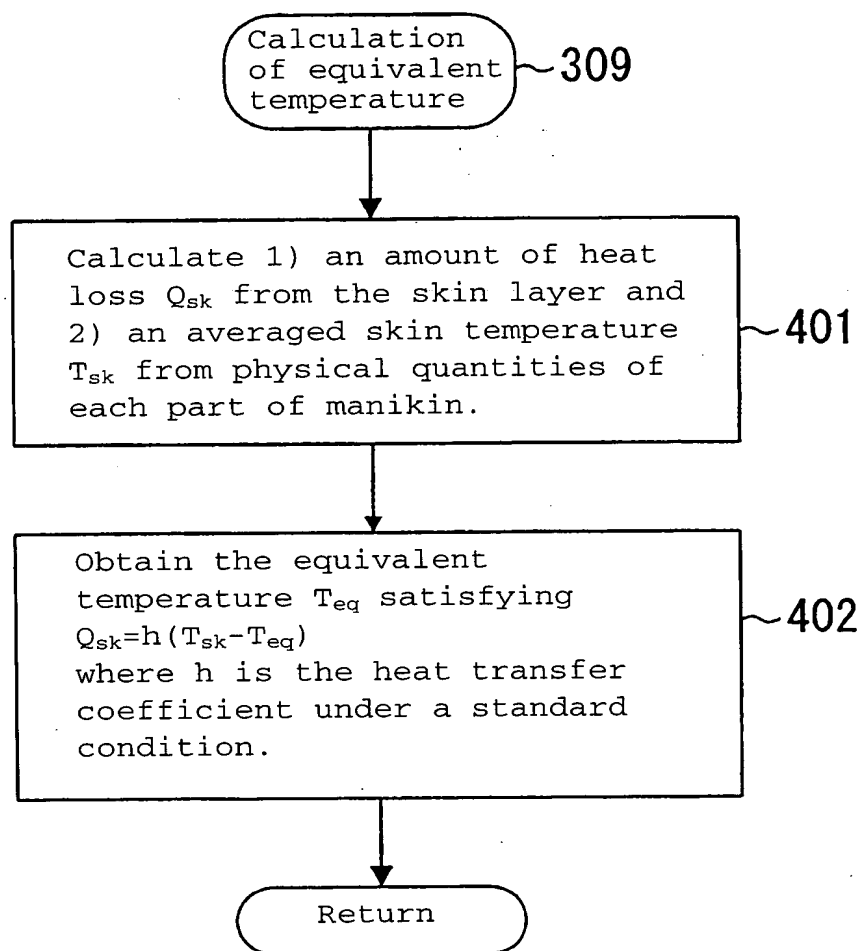 Calculation
of equivalent
temperature
309
Calculate 1) an amount of heat
loss Qsk from the skin layer and
2) an averaged skin temperature
Tsk from physical quantities of
each part of manikin.
401
Obtain the equivalent
temperature Teq satisfying
Qsk=h(Tsk-Teq)
where h is the heat transfer
coefficient under a standard
condition.
402
Return